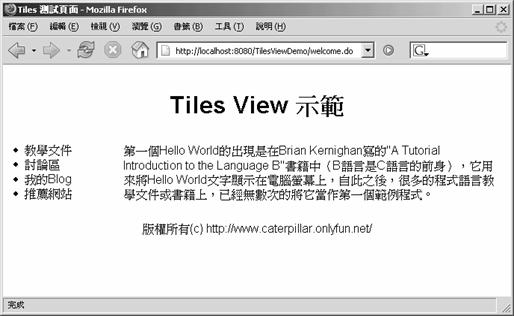 Tiles 測試頁面 - Mozilla Firefox
檔案(F) 編輯(E) 檢視(V) 瀏覽(G) 書籤(B) 工具(T) 說明(H)
http://localhost:8080/TilesViewDemo/welcome.do
Tiles View 示範
教學文件
討論區
我的Blog
推薦網站
第一個Hello World的出現是在Brian Kernighan寫的"A Tutorial
Introduction to the Language B"書籍中（B語言是C語言的前身），它用
來將Hello World文字顯示在電腦螢幕上，自此之後，很多的程式語言教
學文件或書籍上，已經無數次的將它當作第一個範例程式。
版權所有(c) http://www.caterpillar.onlyfun.net/
完成